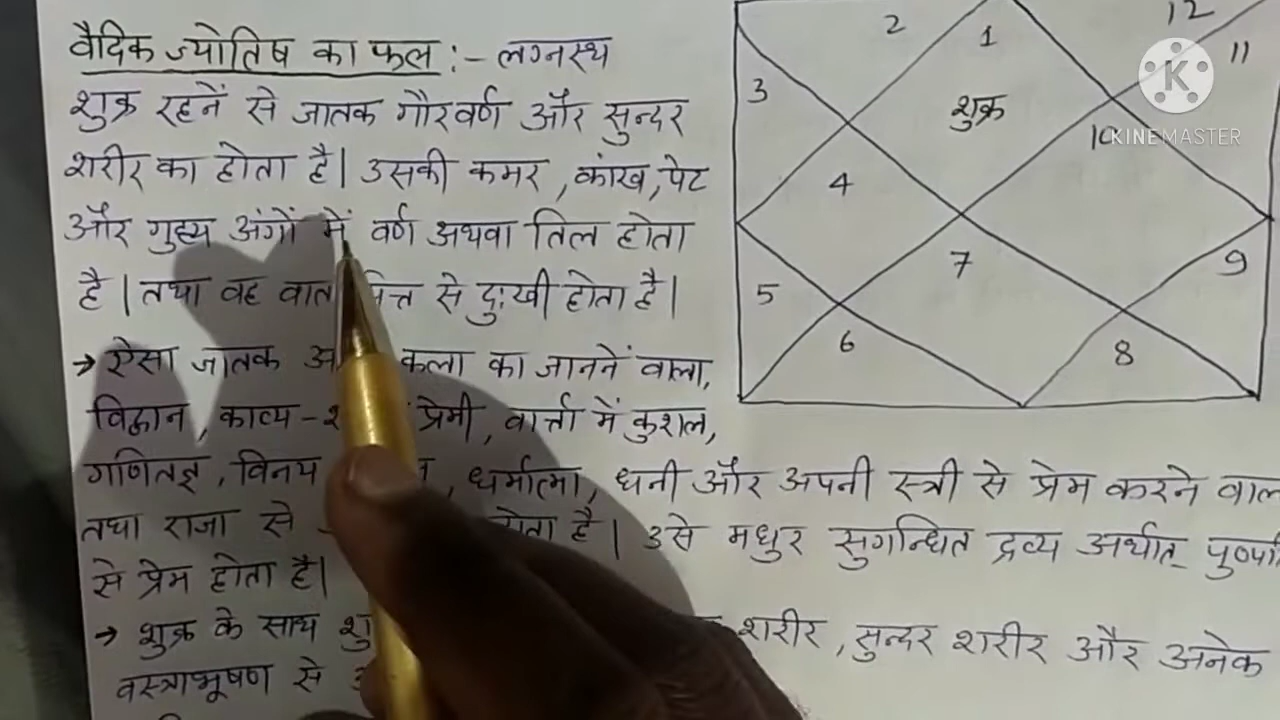 वैदिक ज्योतिष का फल :- लग्नस्थ
शुक्र रहनें से जातक गौरवर्ण और सुन्दर
शरीर का होता है। उसकी कमर, कांख, पेट
और गुह्य अंगों में वर्ण अथवा तिल होता
है। तथा वह वात से दुःखी होता है।
→ ऐसा जातक कला का जाननें वाला,
विद्वान, काव्य- प्रेमी, वार्त्ता में कुशल,
गणितज्ञ, विनय , धर्मात्मा, धनी और अपनी स्त्री से प्रेम करने
तथा राजा से होता है। उसे मधुर सुगन्धित द्रव्य अर्थात्
से प्रेम होता है।
→ शुक्र के साथ शरीर, सुन्दर शरीर और अनेक
वस्त्राभूषण से
2
1
12
11
3
शुक्र
10
4
7
9
5
6
8
K
KINEMASTER